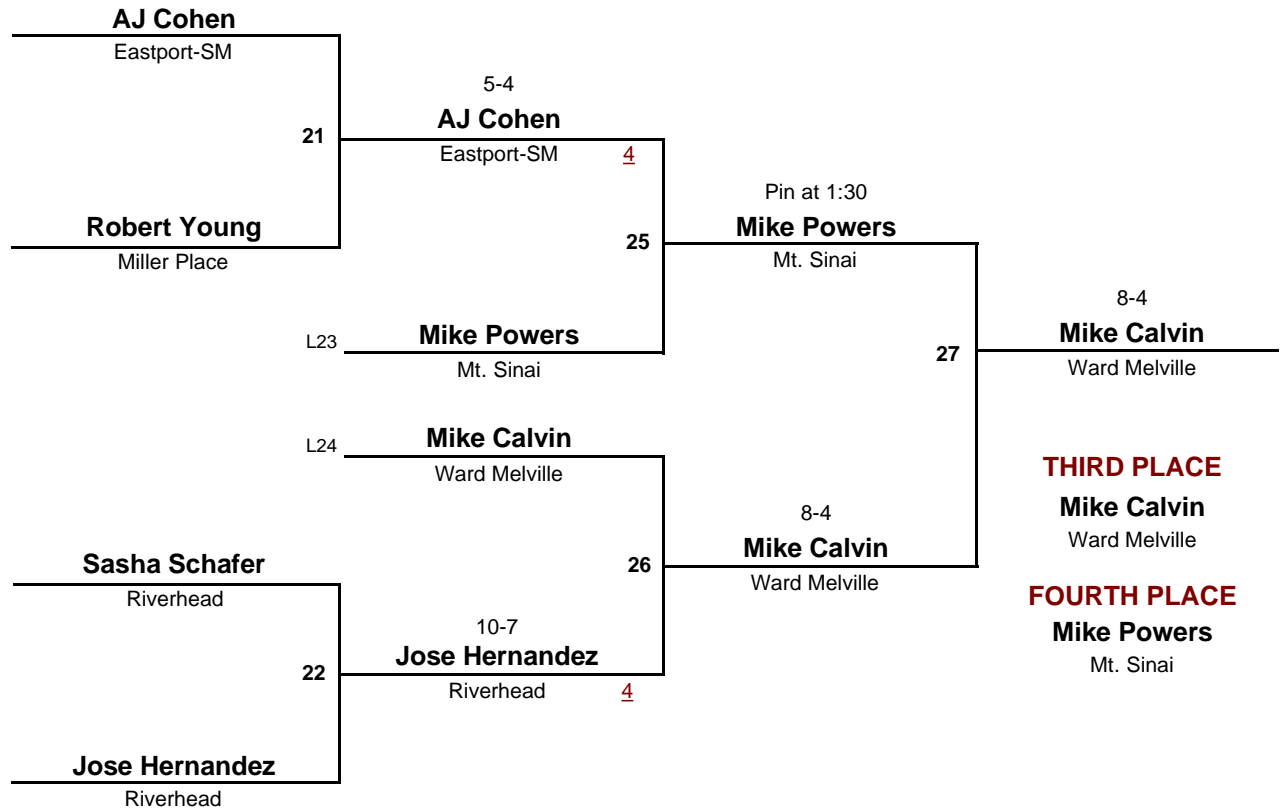 AJ Cohen
Eastport-SM
21
Robert Young
Miller Place
5-4
AJ Cohen
Eastport-SM 4
25
L23 Mike Powers
Mt. Sinai
Pin at 1:30
Mike Powers
Mt. Sinai
27
8-4
Mike Calvin
Ward Melville
L24 Mike Calvin
Ward Melville
26
8-4
Mike Calvin
Ward Melville
Sasha Schafer
Riverhead
22
10-7
Jose Hernandez
Riverhead 4
Jose Hernandez
Riverhead
THIRD PLACE
Mike Calvin
Ward Melville
FOURTH PLACE
Mike Powers
Mt. Sinai